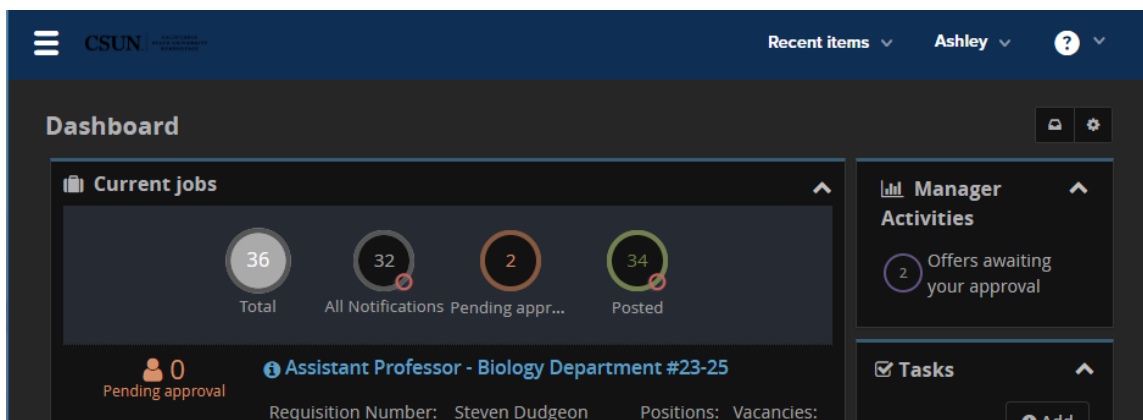 CSUN
Recent items
Ashley
?
Dashboard
Current jobs
36
Total
32
All Notifications
2
Pending appr...
34
Posted
0
Pending approval
Assistant Professor - Biology Department #23-25
Requisition Number: Steven Dudgeon Positions: Vacancies:
Manager
Activities
2
Offers awaiting
your approval
Tasks
Add